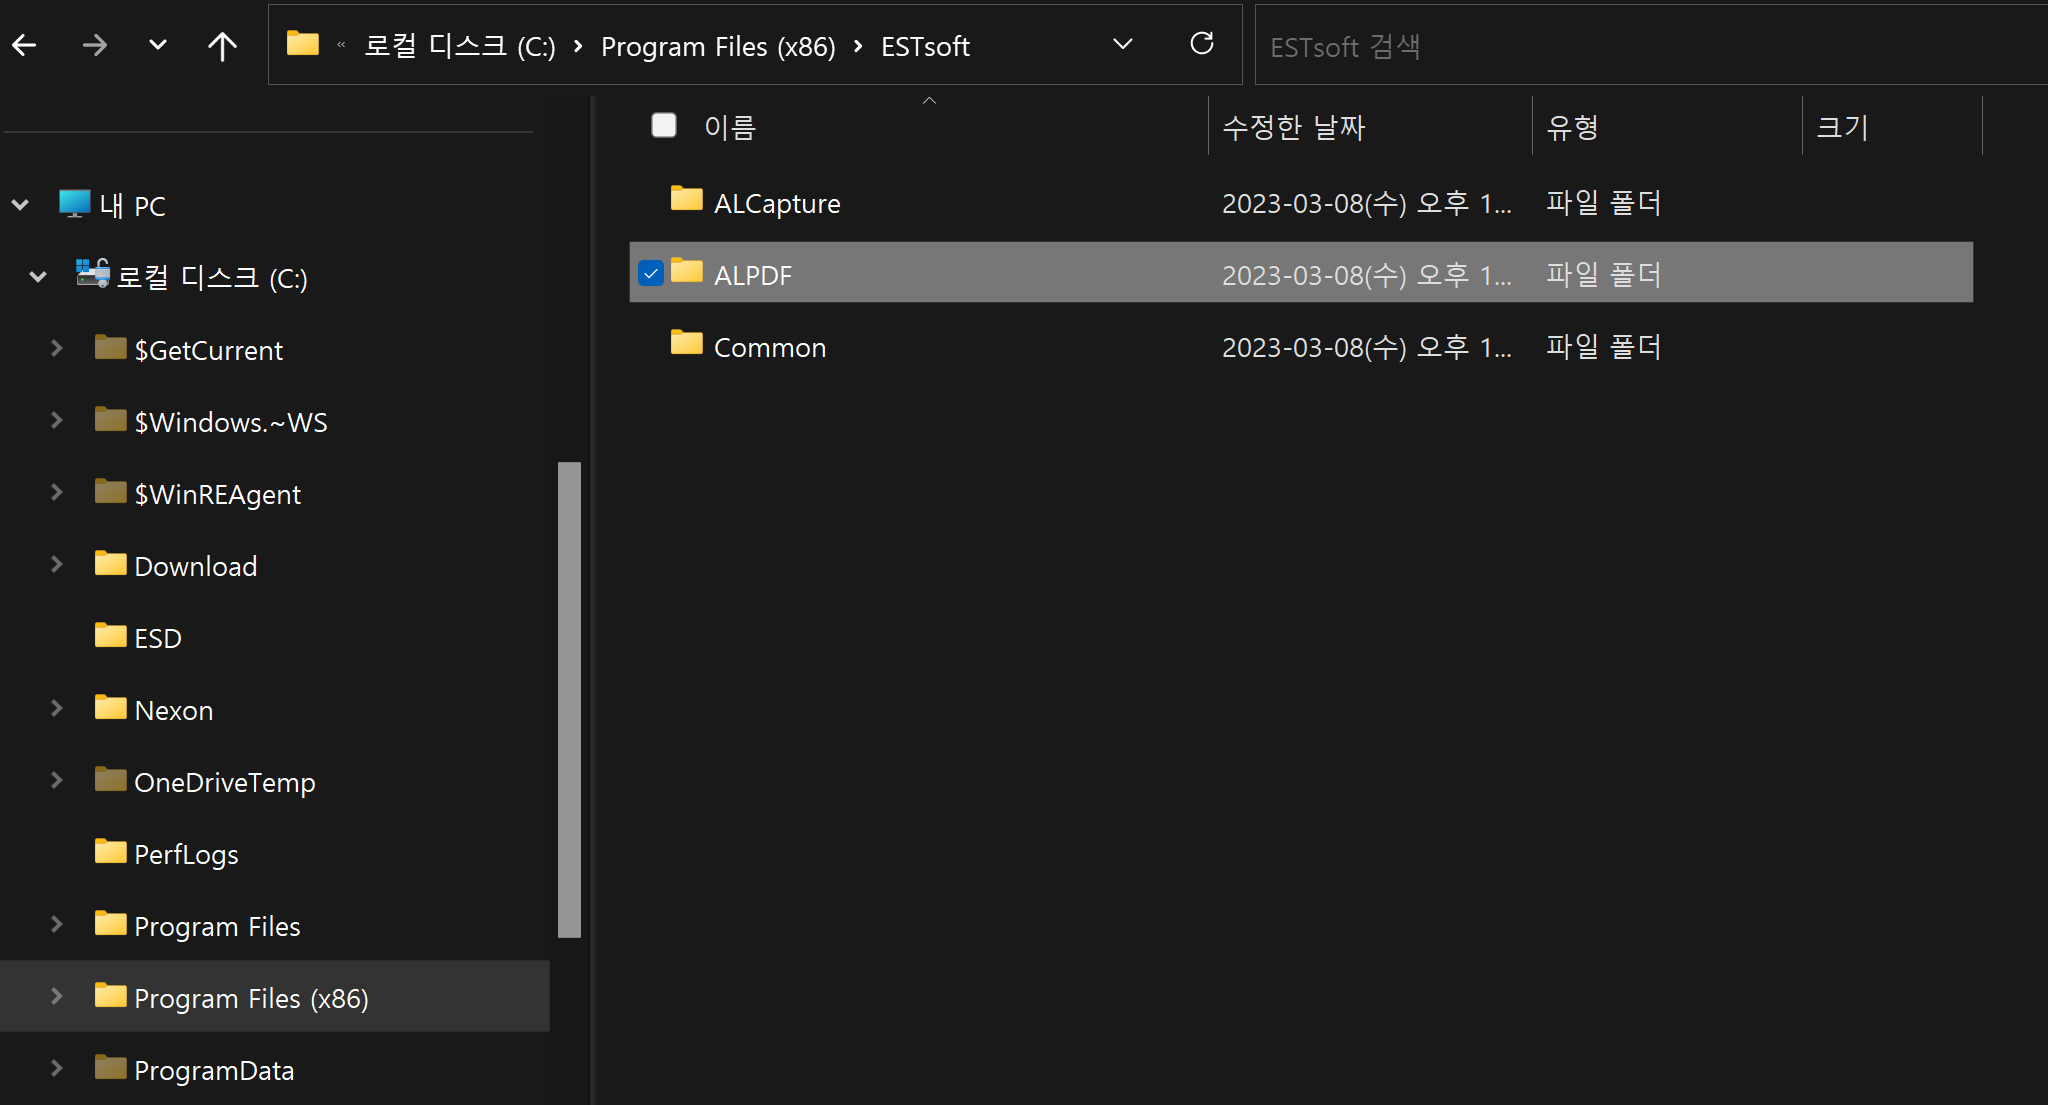 « 로컬 디스크 (C:) › Program Files (x86) › ESTsoft
ESTsoft 검색
이름 수정한 날짜 유형 크기
ALCapture 2023-03-08(수) 오후 1... 파일 폴더
ALPDF 2023-03-08(수) 오후 1... 파일 폴더
Common 2023-03-08(수) 오후 1... 파일 폴더
내 PC
로컬 디스크 (C:)
$GetCurrent
$Windows.~WS
$WinREAgent
Download
ESD
Nexon
OneDriveTemp
PerfLogs
Program Files
Program Files (x86)
ProgramData